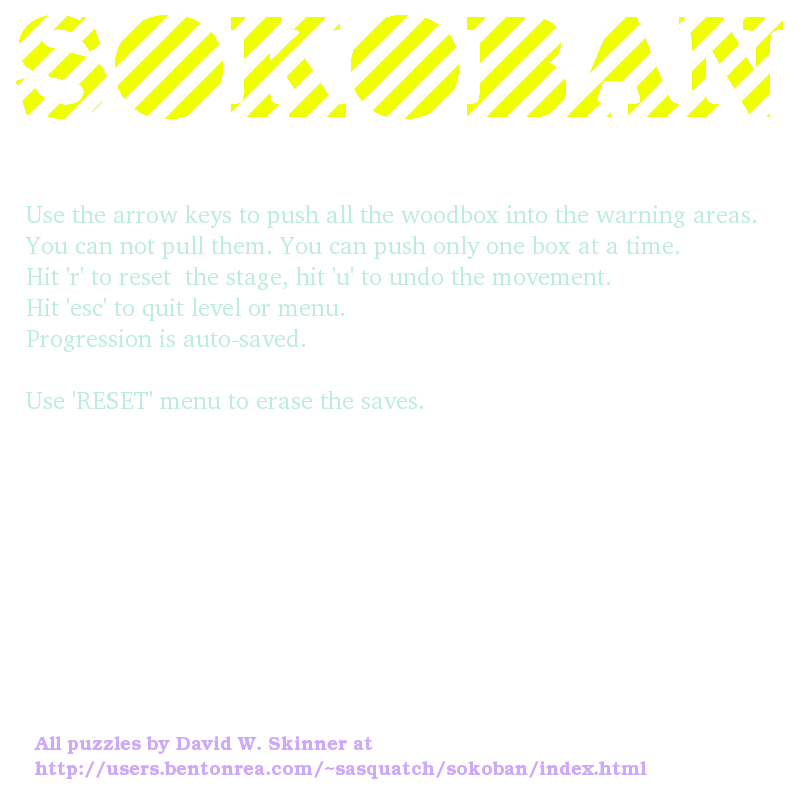 SOKOBAN
Use the arrow keys to push all the woodbox into the warning areas.
You can not pull them. You can push only one box at a time.
Hit 'r' to reset  the stage, hit 'u' to undo the movement.
Hit 'esc' to quit level or menu.
Progression is auto-saved.
Use 'RESET' menu to erase the saves.
All puzzles by David W. Skinner at
http://users.bentonrea.com/~sasquatch/sokoban/index.html